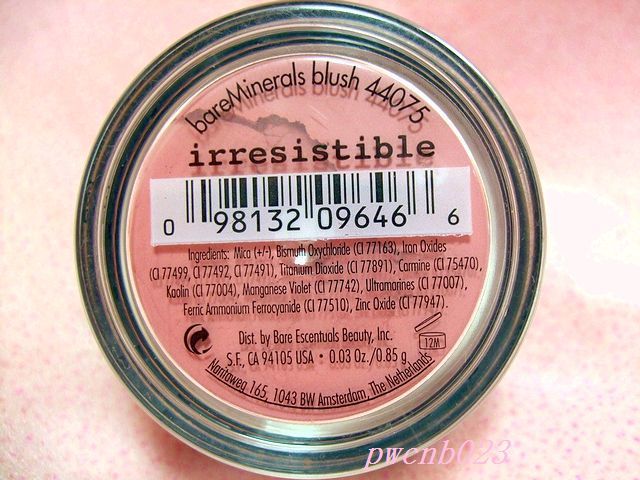 bareMinerals blush 44075
irresistible
0 98132 09646 6
Ingredients: Mica (+/-), Bismuth Oxychloride (CI 77163), Iron Oxides
(CI 77499, 77492, CI 77491), Titanium Dioxide (CI 77891), Carmine (CI 75470),
Kaolin (CI 77004), Manganese Violet (CI 77742), Ultramarines (CI 77007),
Ferric Ammonium Ferrocyanide (CI 77510), Zinc Oxide (CI 77947).
Dist. by Bare Escentuals Beauty, Inc.
S.F., CA 94105 USA • 0.03 Oz./0.85 g
12M
Naritaweg 165, 1043 BW Amsterdam, The Netherlands
pwcnb023